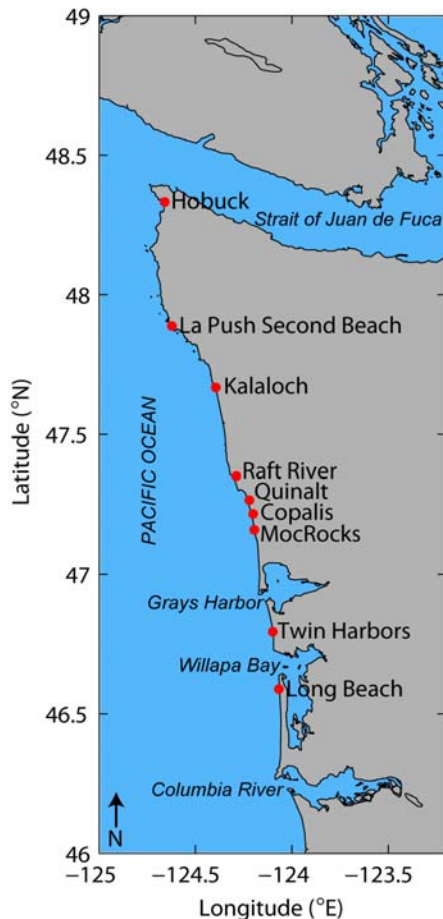 49
48.5
Hobuck
Strait of Juan de Fuca
48
La Push Second Beach
Kalaloch
PACIFIC OCEAN
Latitude (°N)
47.5
Raft River
Quinalt
Copalis
MocRocks
47
Grays Harbor
Twin Harbors
Willapa Bay
Long Beach
46.5
Columbia River
N
46
−125
−124.5
−124
−123.5
Longitude (°E)